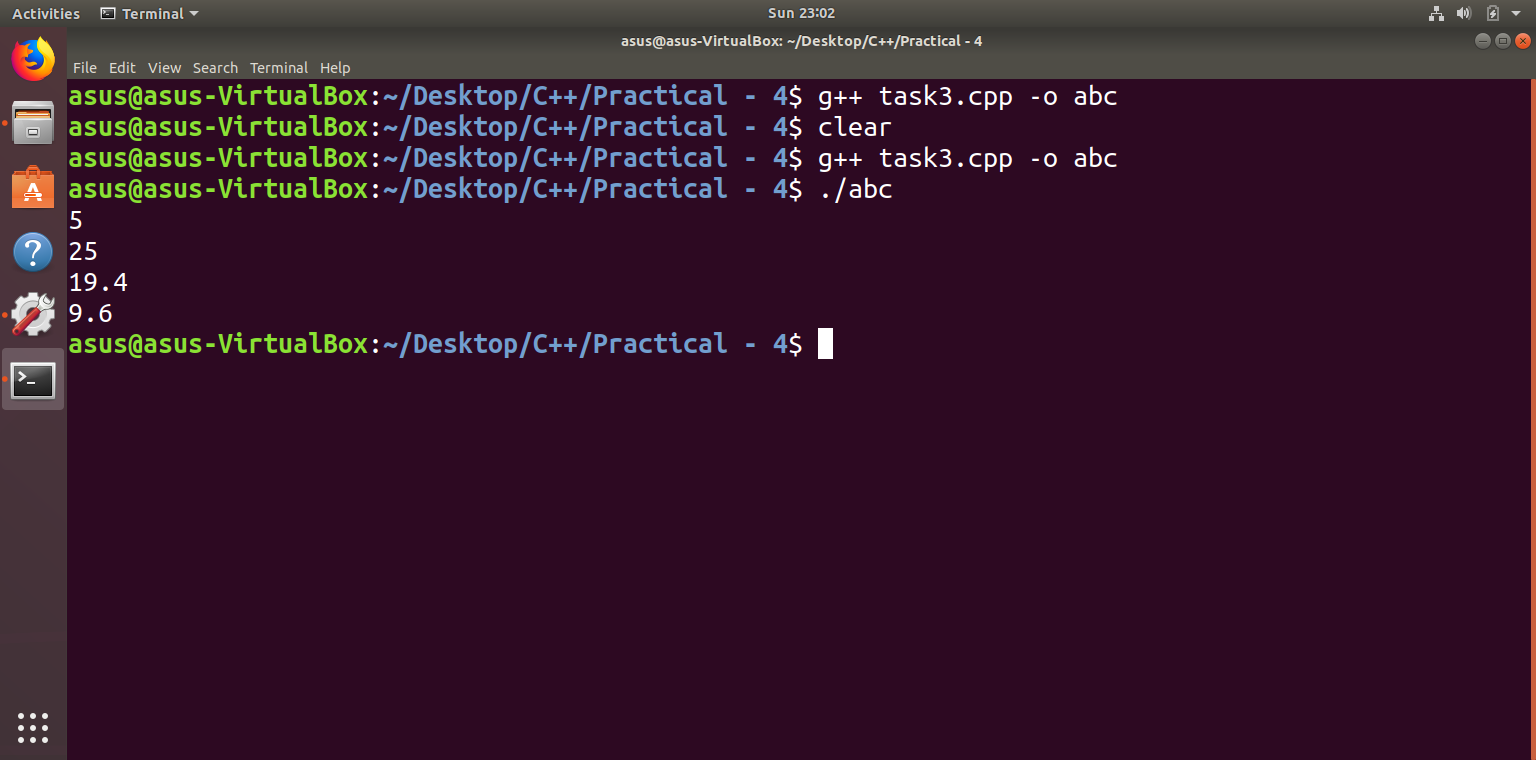 Activities Terminal Sun 23:02
asus@asus-VirtualBox: ~/Desktop/C++/Practical - 4
File Edit View Search Terminal Help
asus@asus-VirtualBox:~/Desktop/C++/Practical - 4$ g++ task3.cpp -o abc
asus@asus-VirtualBox:~/Desktop/C++/Practical - 4$ clear
asus@asus-VirtualBox:~/Desktop/C++/Practical - 4$ g++ task3.cpp -o abc
asus@asus-VirtualBox:~/Desktop/C++/Practical - 4$ ./abc
5
25
19.4
9.6
asus@asus-VirtualBox:~/Desktop/C++/Practical - 4$